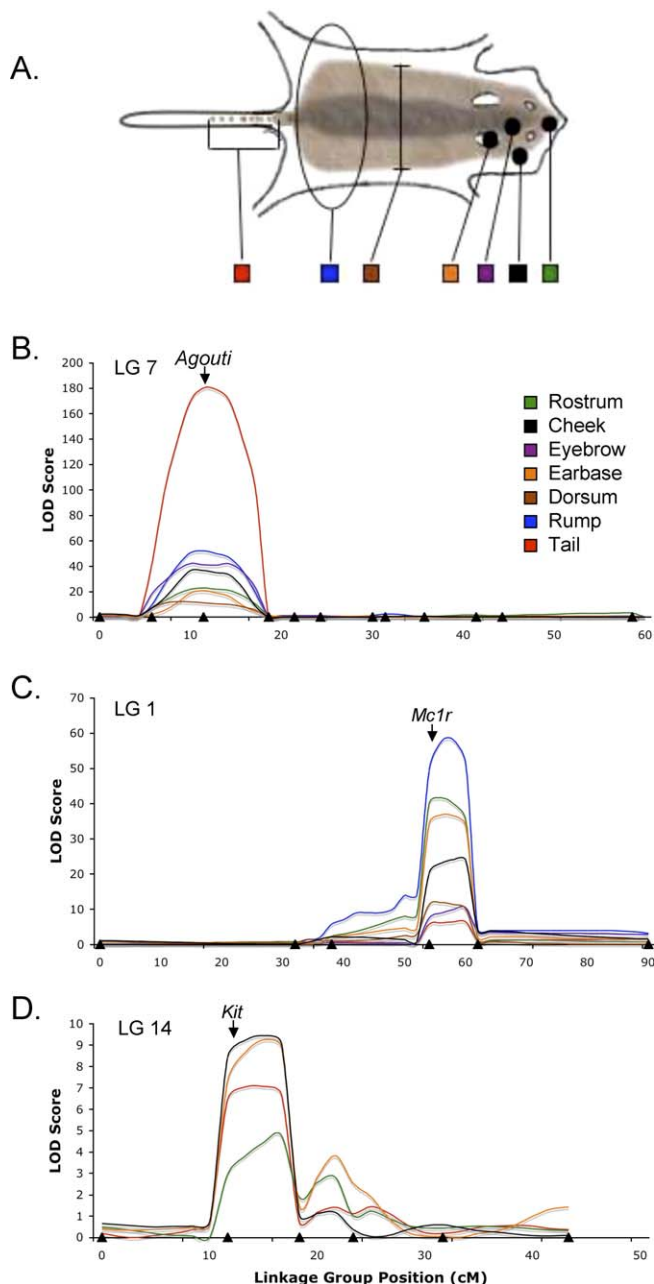 A.
B.
LG 7
Agouti
200
180
160
140
120
100
80
60
40
20
0
LOD Score
Rostrum
Cheek
Eyebrow
Earbase
Dorsum
Rump
Tail
0 10 20 30 40 50 60
C.
LG 1
Mc1r
70
60
50
40
30
20
10
0
LOD Score
0 10 20 30 40 50 60 70 80 90
D.
LG 14
Kit
10
9
8
7
6
5
4
3
2
1
0
LOD Score
0 10 20 30 40 50
Linkage Group Position (cM)